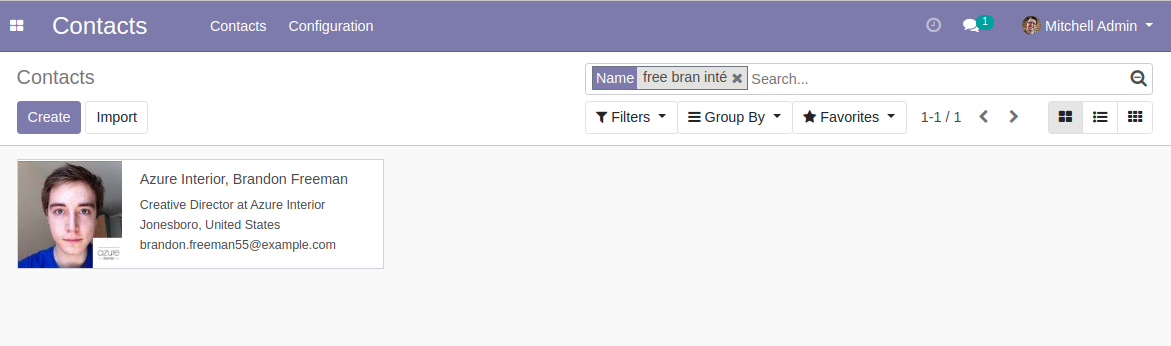 Contacts Contacts Configuration 1 Mitchell Admin
Contacts Name free bran inté Search...
Create Import Filters Group By Favorites 1-1 / 1
Azure Interior, Brandon Freeman
Creative Director at Azure Interior
Jonesboro, United States
brandon.freeman55@example.com
azure